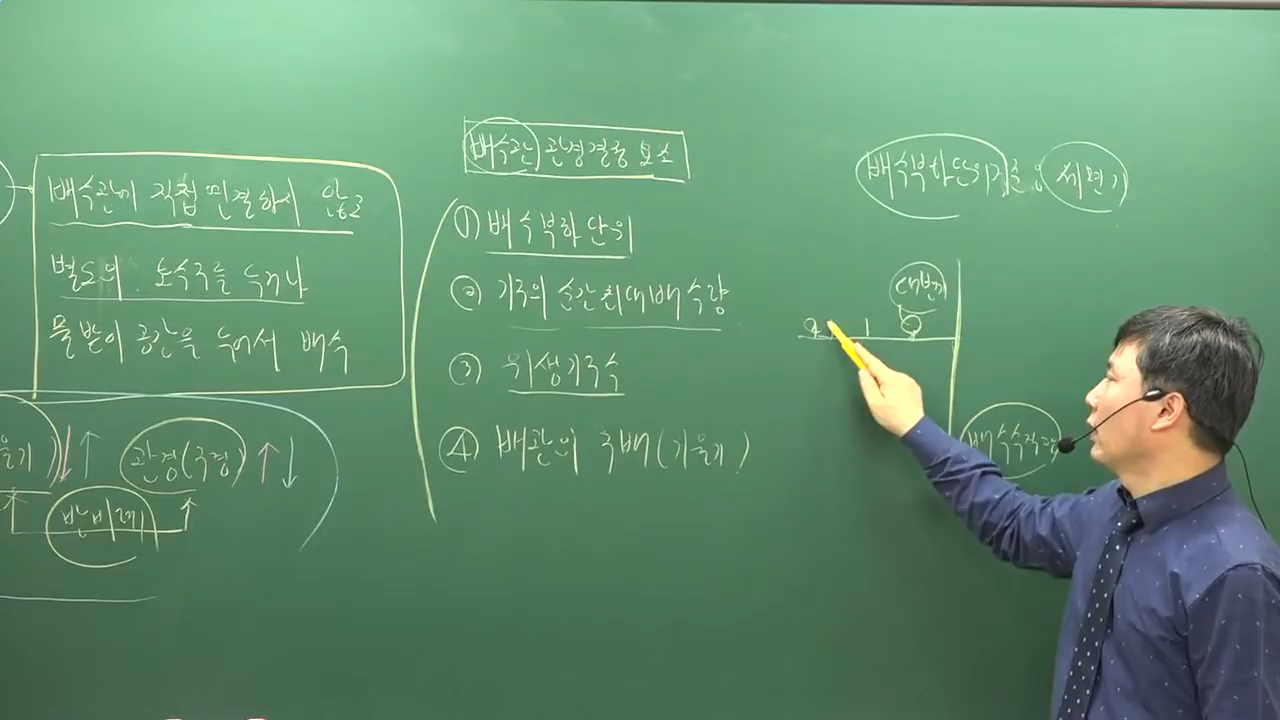 배수관에 직접 연결하지 않고
별도의 배수구를 두거나
물받이 공간을 두어서 배수
관경(구경)
반비례
배수관 관경결정 요소
① 배수부하단위
② 기구의 순간최대배수량
③ 위생기구수
④ 배관의 구배(기울기)
배수부하단위기준 : 세면기
대변기
배수수직관